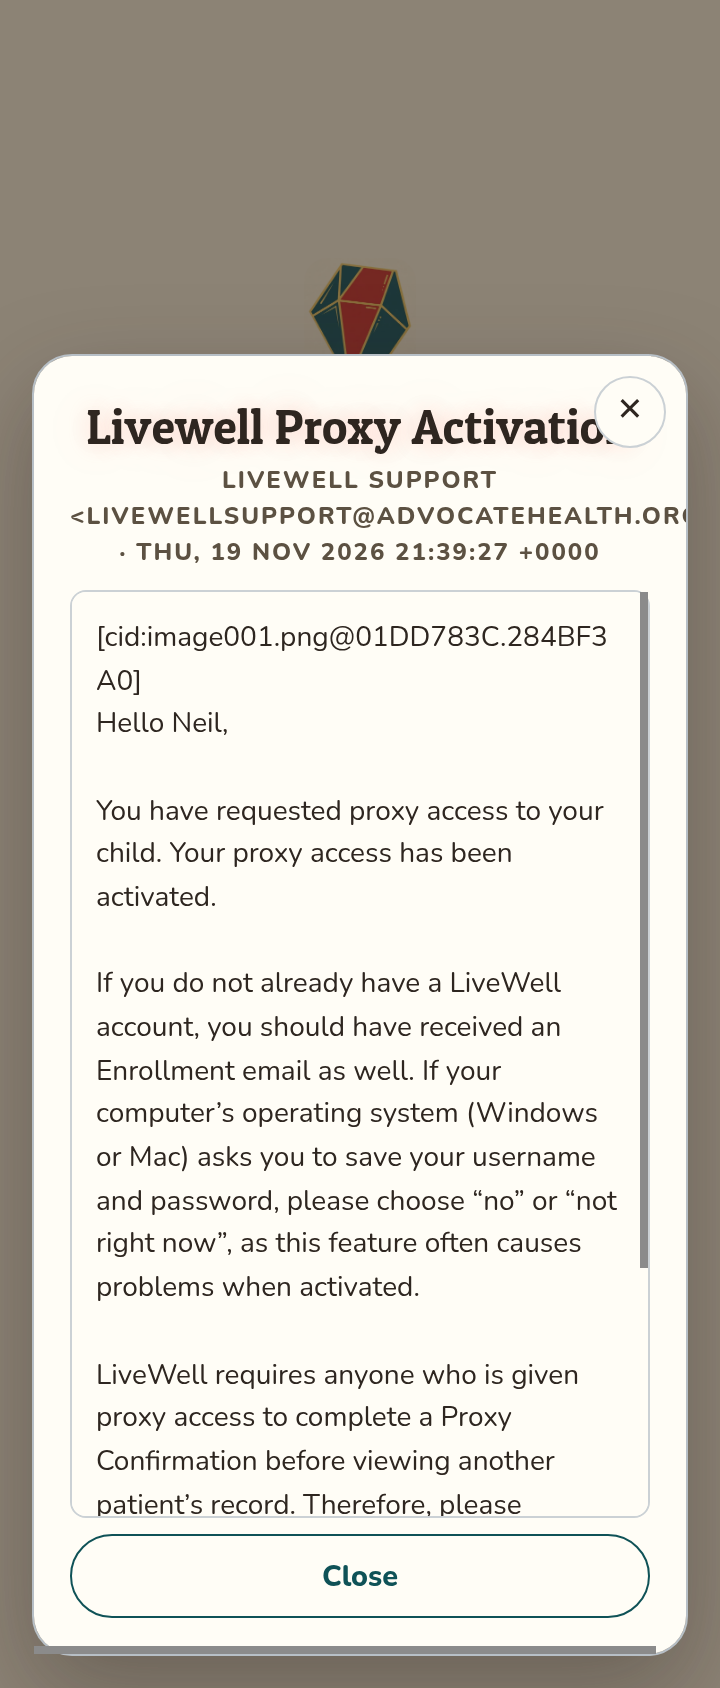 Livewell Proxy Activation
LIVEWELL SUPPORT
<LIVEWELLSUPPORT@ADVOCATEHEALTH.ORG
· THU, 19 NOV 2026 21:39:27 +0000
[cid:image001.png@01DD783C.284BF3
A0]
Hello Neil,
You have requested proxy access to your
child. Your proxy access has been
activated.
If you do not already have a LiveWell
account, you should have received an
Enrollment email as well. If your
computer’s operating system (Windows
or Mac) asks you to save your username
and password, please choose “no” or “not
right now”, as this feature often causes
problems when activated.
LiveWell requires anyone who is given
proxy access to complete a Proxy
Confirmation before viewing another
patient’s record. Therefore, please
Close